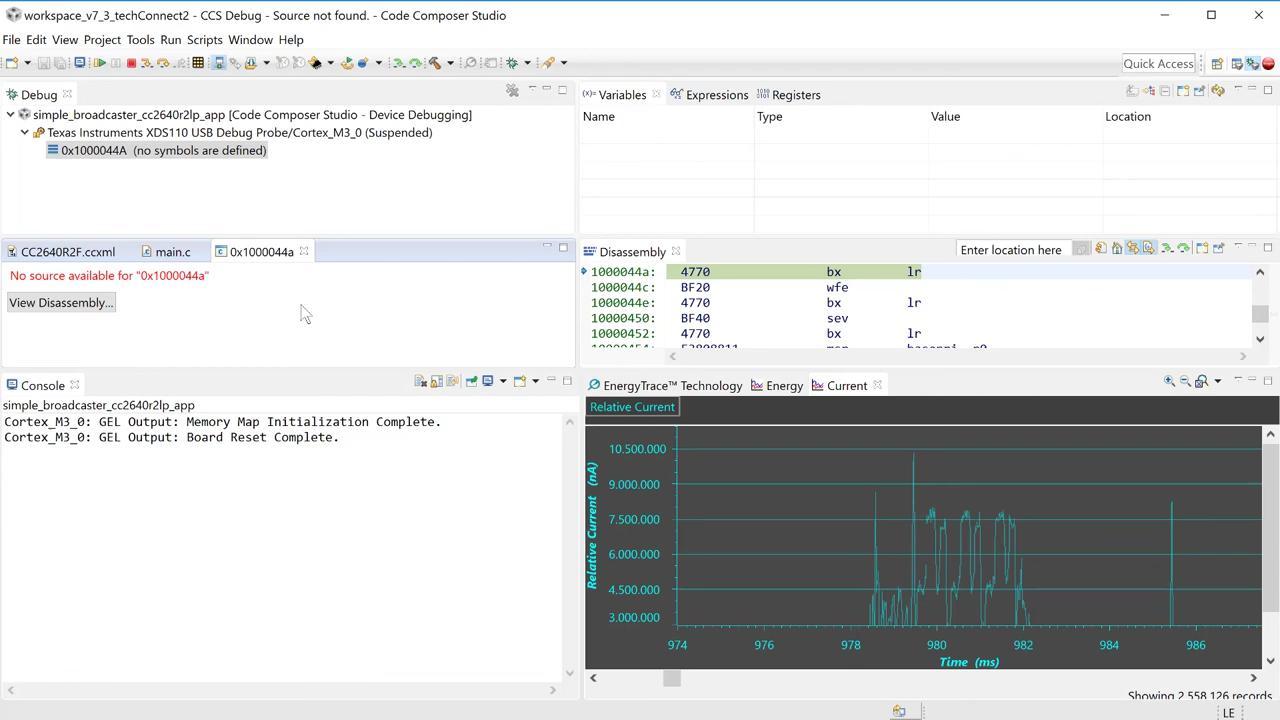 workspace_v7_3_techConnect2 - CCS Debug - Source not found. - Code Composer Studio
File Edit View Project Tools Run Scripts Window Help
Quick Access
Debug
simple_broadcaster_cc2640r2lp_app [Code Composer Studio - Device Debugging]
Texas Instruments XDS110 USB Debug Probe/Cortex_M3_0 (Suspended)
0x1000044A (no symbols are defined)
(x)= Variables Expressions Registers
Name Type Value Location
CC2640R2F.ccxml main.c 0x1000044a
No source available for "0x1000044a"
View Disassembly...
Disassembly Enter location here
1000044a: 4770 bx lr
1000044c: BF20 wfe
1000044e: 4770 bx lr
10000450: BF40 sev
10000452: 4770 bx lr
Console
simple_broadcaster_cc2640r2lp_app
Cortex_M3_0: GEL Output: Memory Map Initialization Complete.
Cortex_M3_0: GEL Output: Board Reset Complete.
EnergyTrace™ Technology Energy Current
Relative Current
Relative Current (nA)
10.500.000
9.000.000
7.500.000
6.000.000
4.500.000
3.000.000
974 976 978 980 982 984 986
Time (ms)
Showing 2 558 126 records
LE